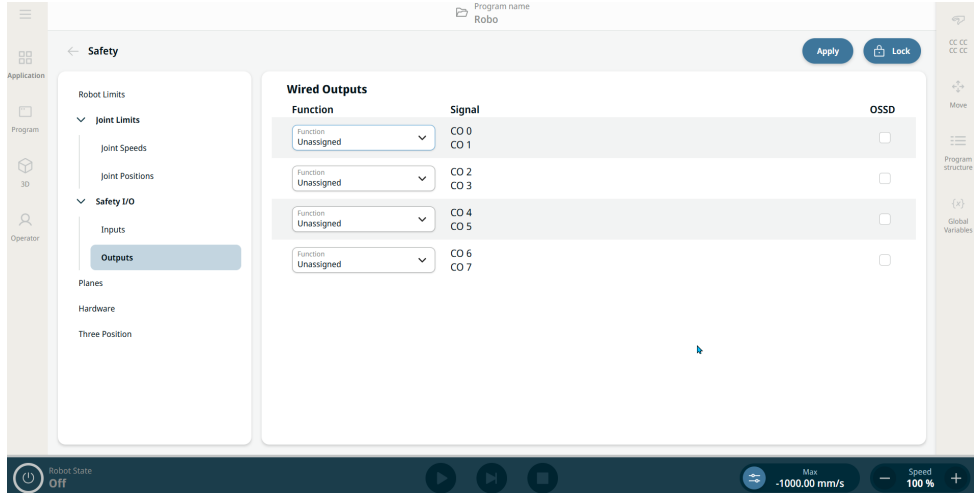 Program name
Robo
Safety
Apply
Lock
Application
Program
3D
Operator
Robot Limits
Joint Limits
Joint Speeds
Joint Positions
Safety I/O
Inputs
Outputs
Planes
Hardware
Three Position
Wired Outputs
Function Signal OSSD
Function
Unassigned
CO 0
CO 1
Function
Unassigned
CO 2
CO 3
Function
Unassigned
CO 4
CO 5
Function
Unassigned
CO 6
CO 7
CC CC
CC CC
Move
Program
structure
{x}
Global
Variables
Robot State
Off
Max
-1000.00 mm/s
Speed
100 %